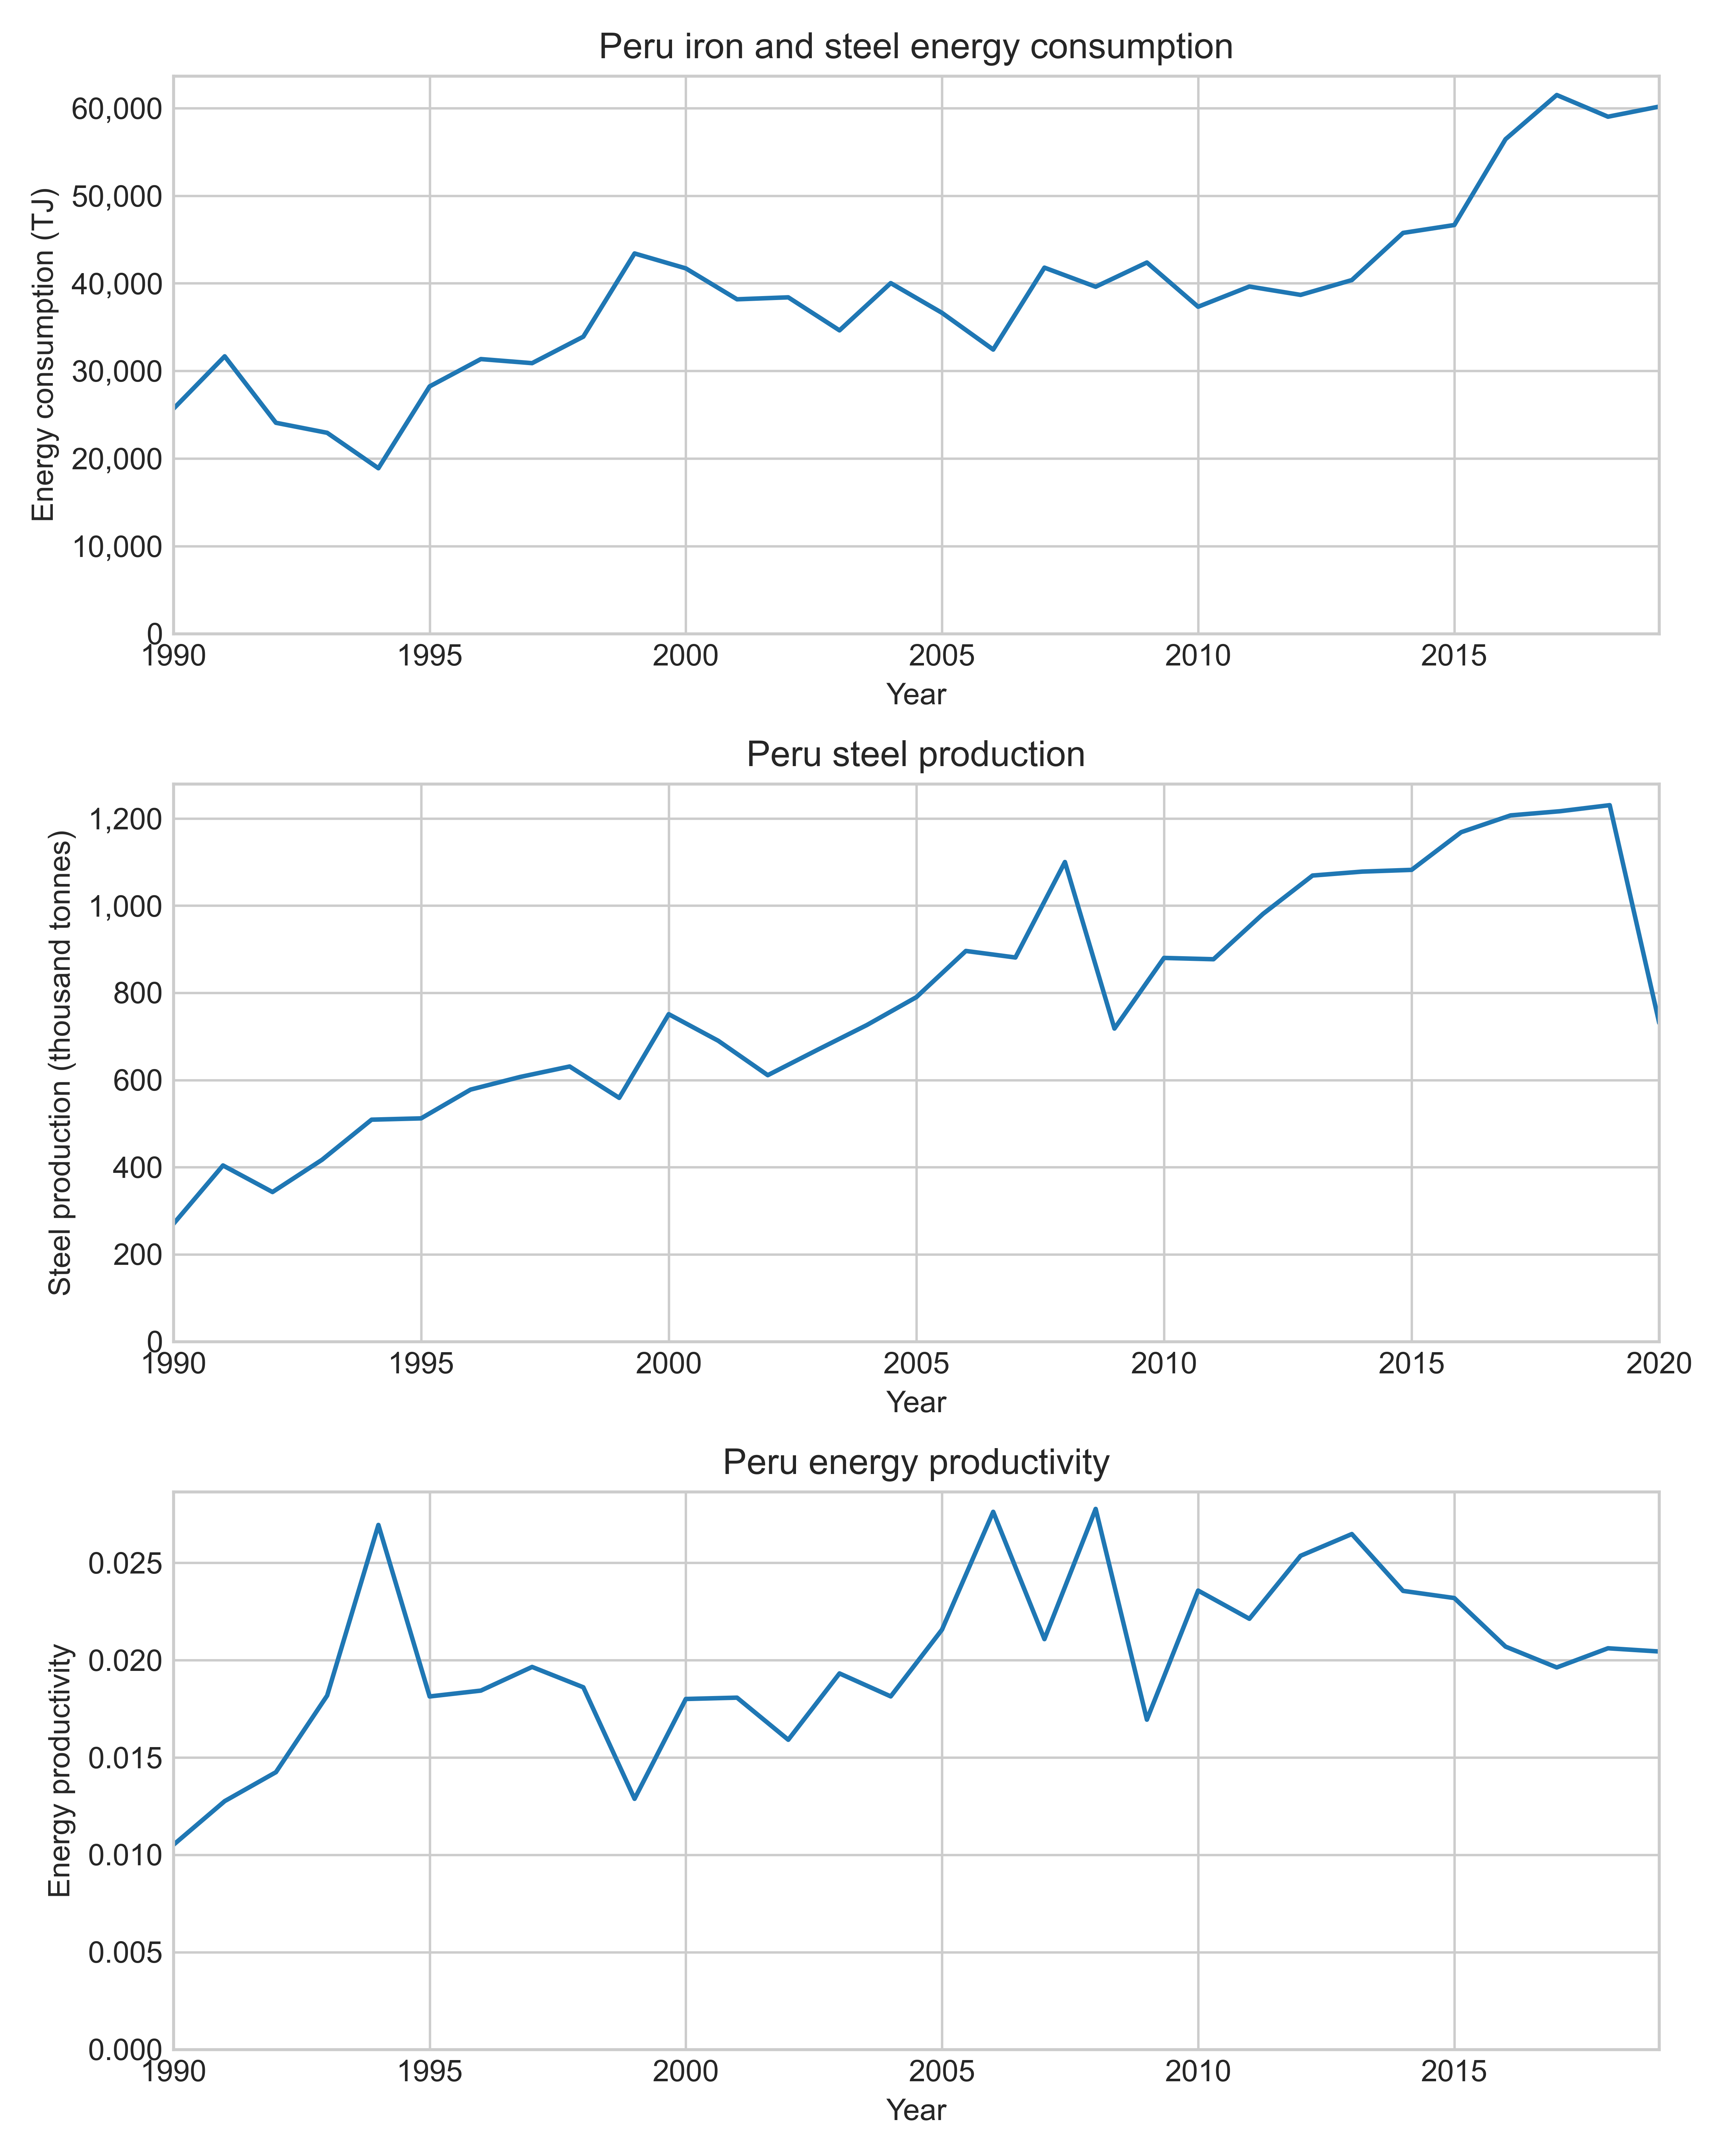 Peru iron and steel energy consumption
Energy consumption (TJ)
60,000
50,000
40,000
30,000
20,000
10,000
0
1990 1995 2000 2005 2010 2015
Year
Peru steel production
Steel production (thousand tonnes)
1,200
1,000
800
600
400
200
0
1990 1995 2000 2005 2010 2015 2020
Year
Peru energy productivity
Energy productivity
0.025
0.020
0.015
0.010
0.005
0.000
1990 1995 2000 2005 2010 2015
Year